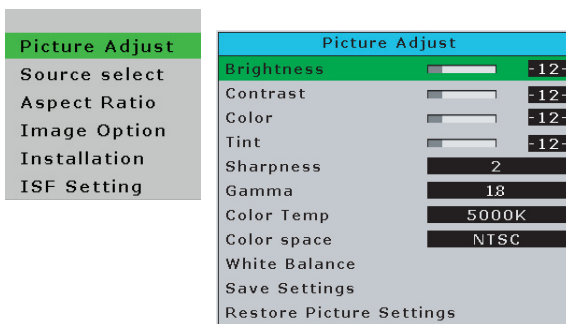 Picture Adjust
Source select
Aspect Ratio
Image Option
Installation
ISF Setting
Picture Adjust
Brightness -12-
Contrast -12-
Color -12-
Tint -12-
Sharpness 2
Gamma 18
Color Temp 5000K
Color space NTSC
White Balance
Save Settings
Restore Picture Settings